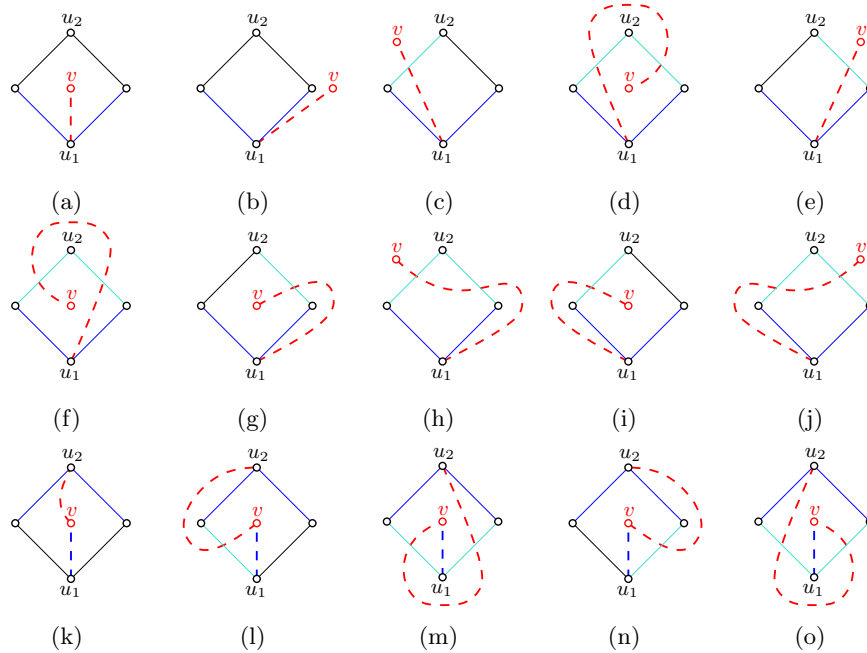 u₂ u₂ u₂ u₂ u₂
v v v v v
u₁ u₁ u₁ u₁ u₁
(a) (b) (c) (d) (e)
u₂ u₂ u₂ u₂ u₂
v v v v v
u₁ u₁ u₁ u₁ u₁
(f) (g) (h) (i) (j)
u₂ u₂ u₂ u₂ u₂
v v v v v
u₁ u₁ u₁ u₁ u₁
(k) (l) (m) (n) (o)